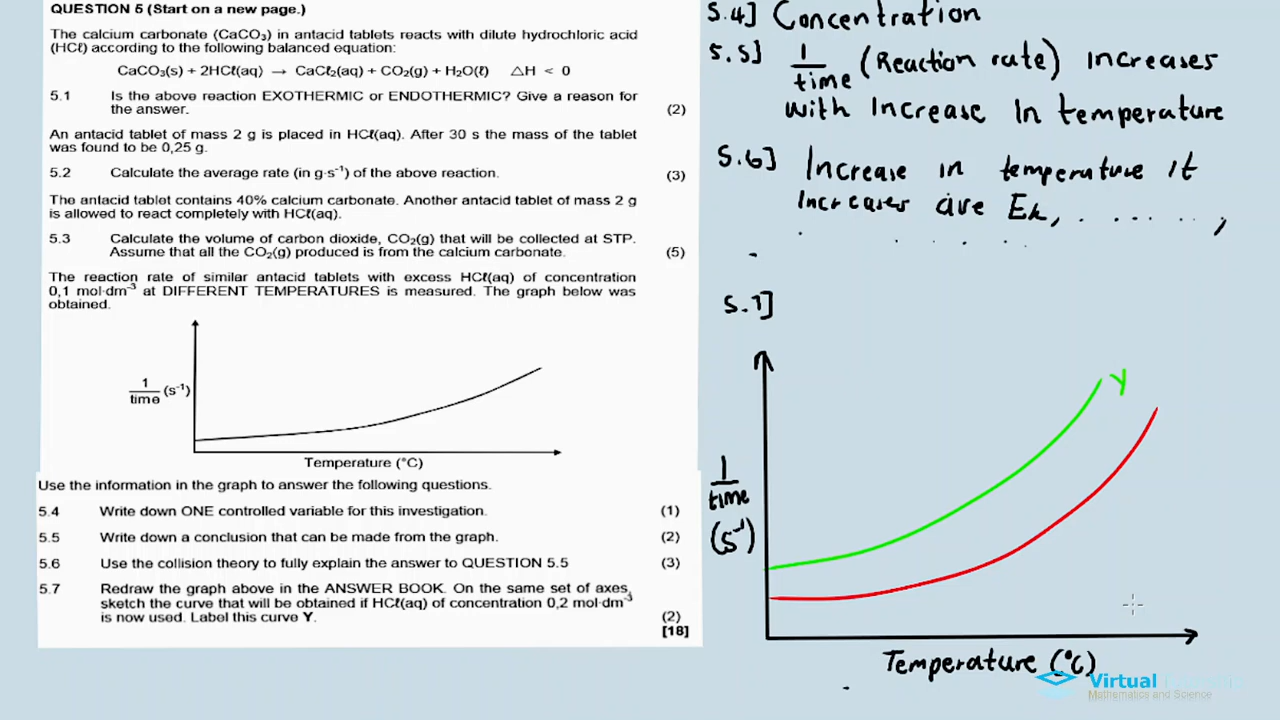 QUESTION 5 (Start on a new page.)
The calcium carbonate (CaCO₃) in antacid tablets reacts with dilute hydrochloric acid
(HCℓ) according to the following balanced equation:
CaCO₃(s) + 2HCℓ(aq) → CaCℓ₂(aq) + CO₂(g) + H₂O(ℓ) △H < 0
5.1 Is the above reaction EXOTHERMIC or ENDOTHERMIC? Give a reason for
the answer. (2)
An antacid tablet of mass 2 g is placed in HCℓ(aq). After 30 s the mass of the tablet
was found to be 0,25 g.
5.2 Calculate the average rate (in g·s⁻¹) of the above reaction. (3)
The antacid tablet contains 40% calcium carbonate. Another antacid tablet of mass 2 g
is allowed to react completely with HCℓ(aq).
5.3 Calculate the volume of carbon dioxide, CO₂(g) that will be collected at STP.
Assume that all the CO₂(g) produced is from the calcium carbonate. (5)
The reaction rate of similar antacid tablets with excess HCℓ(aq) of concentration
0,1 mol·dm⁻³ at DIFFERENT TEMPERATURES is measured. The graph below was
obtained.
1/time (s⁻¹)
Temperature (°C)
Use the information in the graph to answer the following questions.
5.4 Write down ONE controlled variable for this investigation. (1)
5.5 Write down a conclusion that can be made from the graph. (2)
5.6 Use the collision theory to fully explain the answer to QUESTION 5.5 (3)
5.7 Redraw the graph above in the ANSWER BOOK. On the same set of axes,
sketch the curve that will be obtained if HCℓ(aq) of concentration 0,2 mol·dm⁻³
is now used. Label this curve Y. (2)
[18]
5.4] Concentration
5.5] 1/time (Reaction rate) Increases
with Increase In temperature
5.6] Increase in temperature it
Increases ave Ek, . . . . . . ,
5.7]
Y
1/time
(s⁻¹)
Temperature (°C)
Virtual
Mathematics and Science